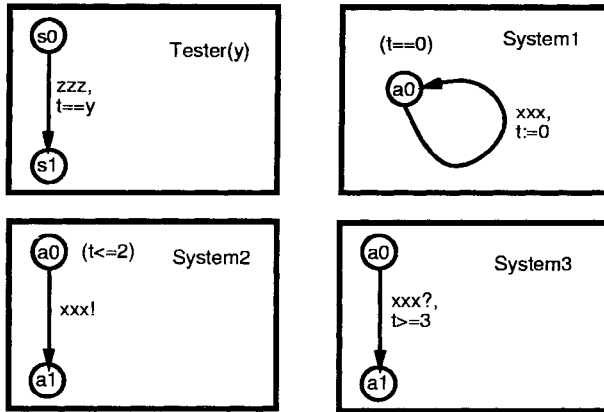 s0
Tester(y)
zzz,
t==y
s1
(t==0)
System1
a0
xxx,
t:=0
a0
(t<=2)
System2
xxx!
a1
a0
System3
xxx?,
t>=3
a1